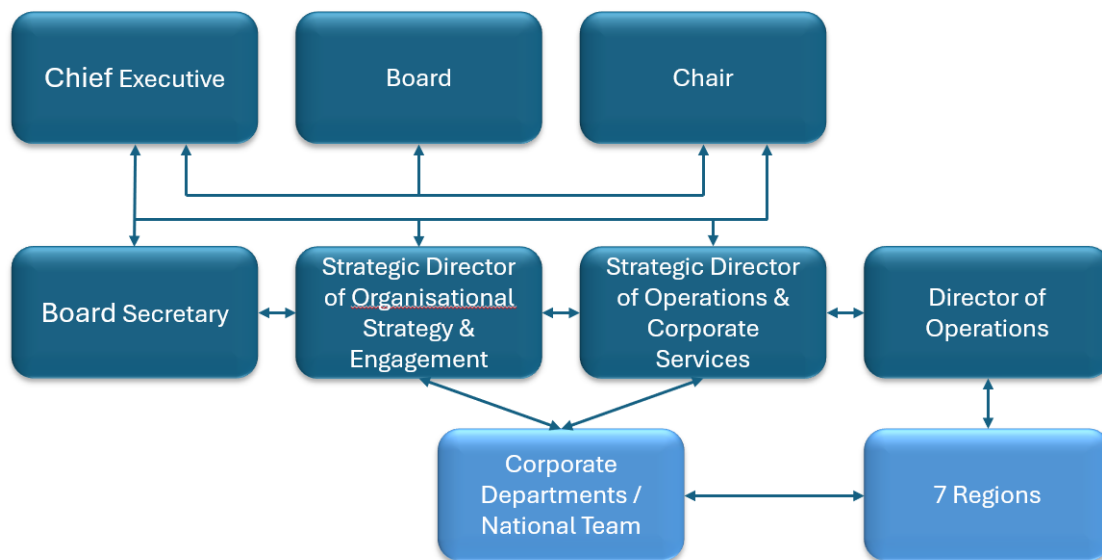 Chief Executive
Board
Chair
Board Secretary
Strategic Director
of Organisational
Strategy &
Engagement
Strategic Director
of Operations &
Corporate
Services
Director of
Operations
Corporate
Departments /
National Team
7 Regions